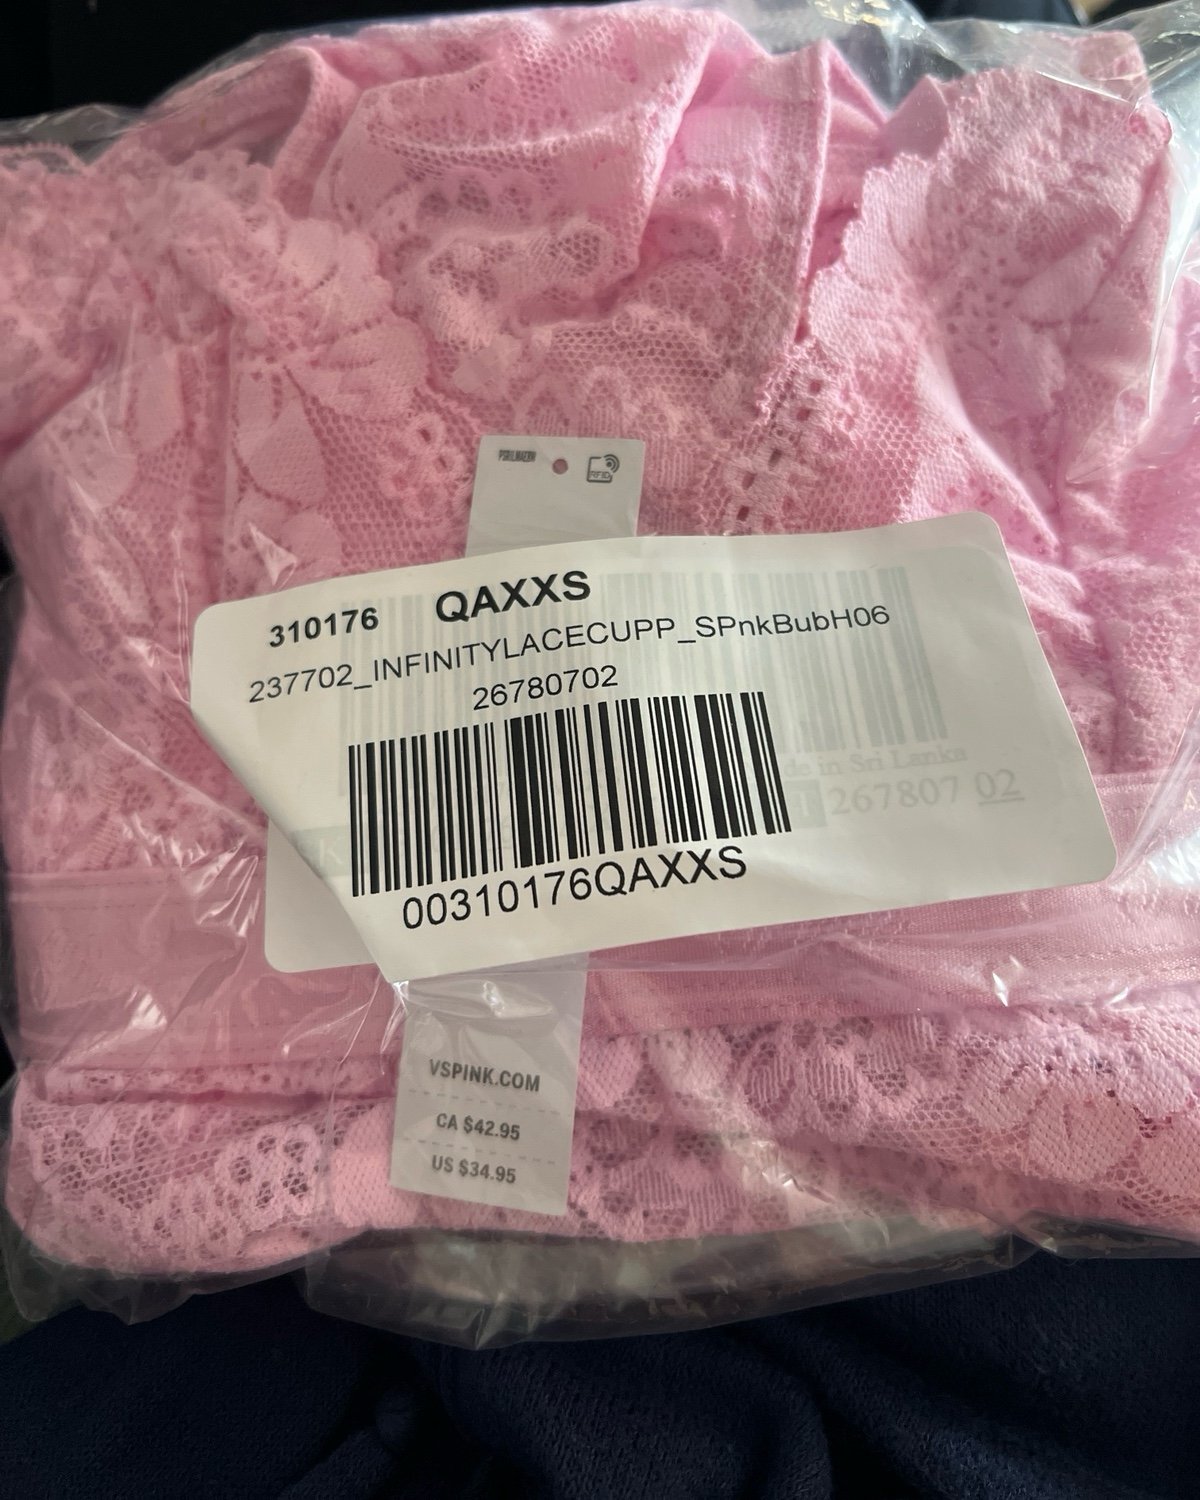 RFID
310176 QAXXS
237702_INFINITYLACECUPP_SPnkBubH06
26780702
00310176QAXXS
de in Sri Lanka
267807 02
VSPINK.COM
CA $42.95
US $34.95